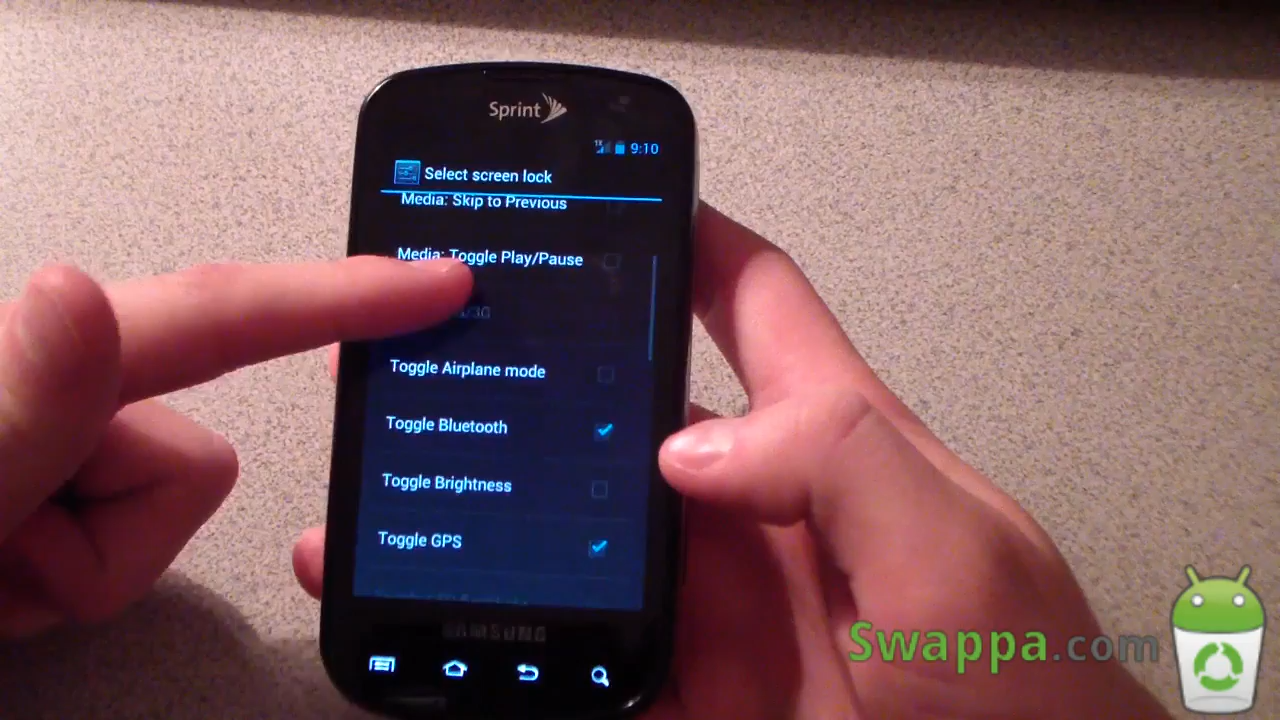 Sprint
1X 9:10
Select screen lock
Media: Skip to Previous
Media: Toggle Play/Pause
Toggle Airplane mode
Toggle Bluetooth
Toggle Brightness
Toggle GPS
SAMSUNG
Swappa.com